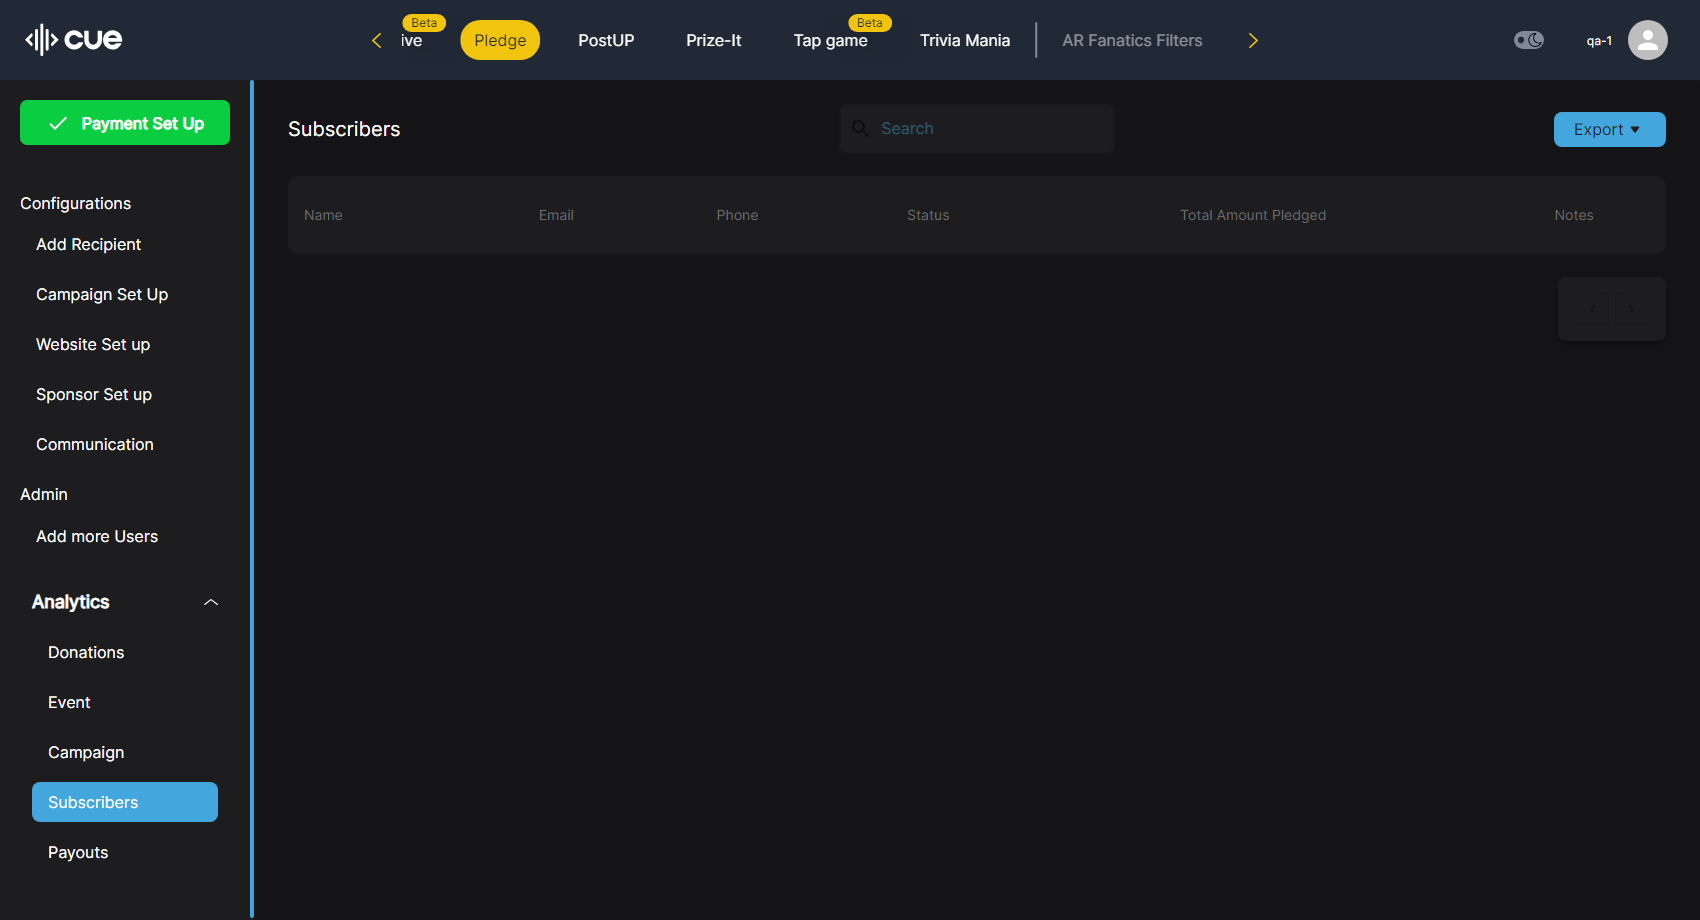 cue
Beta
ive
Pledge
PostUP
Prize-It
Beta
Tap game
Trivia Mania
AR Fanatics Filters
qa-1
Payment Set Up
Configurations
Add Recipient
Campaign Set Up
Website Set up
Sponsor Set up
Communication
Admin
Add more Users
Analytics
Donations
Event
Campaign
Subscribers
Payouts
Subscribers
Search
Export
Name Email Phone Status Total Amount Pledged Notes